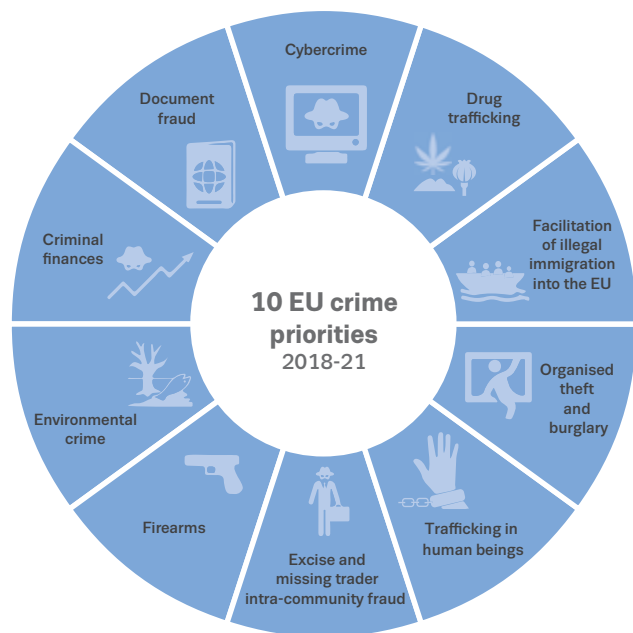 Cybercrime
Drug
trafficking
Facilitation
of illegal
immigration
into the EU
Organised
theft
and
burglary
Trafficking in
human beings
Excise and
missing trader
intra-community fraud
Firearms
Environmental
crime
Criminal
finances
Document
fraud
10 EU crime
priorities
2018-21